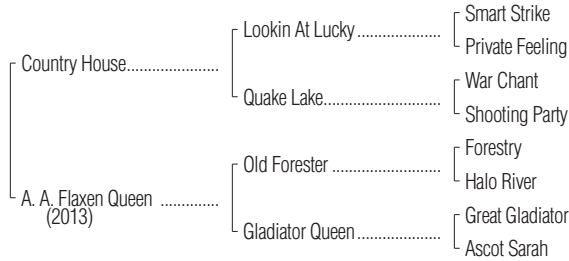 Smart Strike
Lookin At Lucky....................
Private Feeling
Country House......................
War Chant
Quake Lake............................
Shooting Party
Forestry
Old Forester ..........................
Halo River
A. A. Flaxen Queen ..............
(2013)
Great Gladiator
Gladiator Queen....................
Ascot Sarah